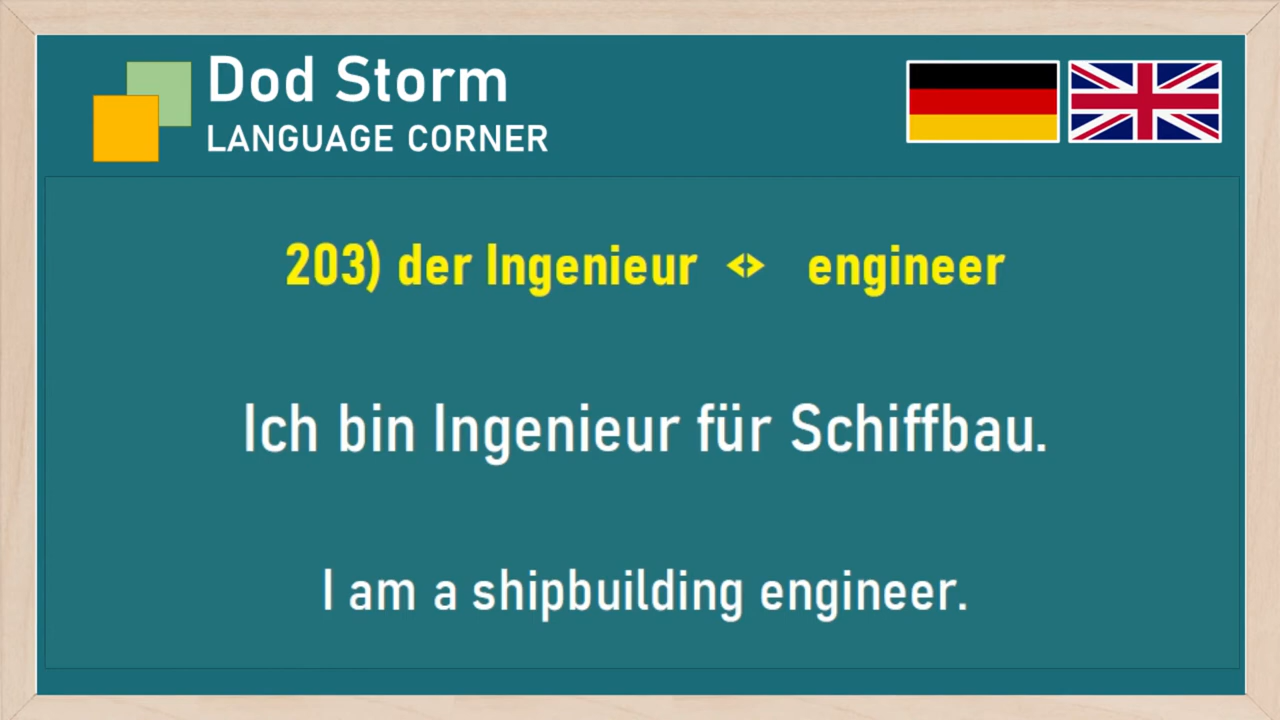 Dod Storm
LANGUAGE CORNER
203) der Ingenieur <> engineer
Ich bin Ingenieur für Schiffbau.
I am a shipbuilding engineer.